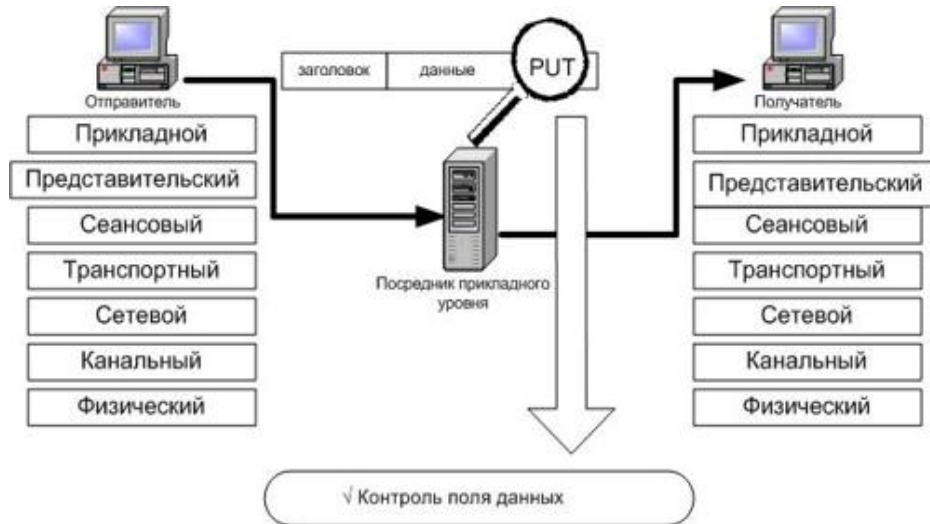 заголовок
данные
PUT
Отправитель
Прикладной
Представительский
Сеансовый
Транспортный
Сетевой
Канальный
Физический
Посредник прикладного
уровня
Получатель
Прикладной
Представительский
Сеансовый
Транспортный
Сетевой
Канальный
Физический
√ Контроль поля данных